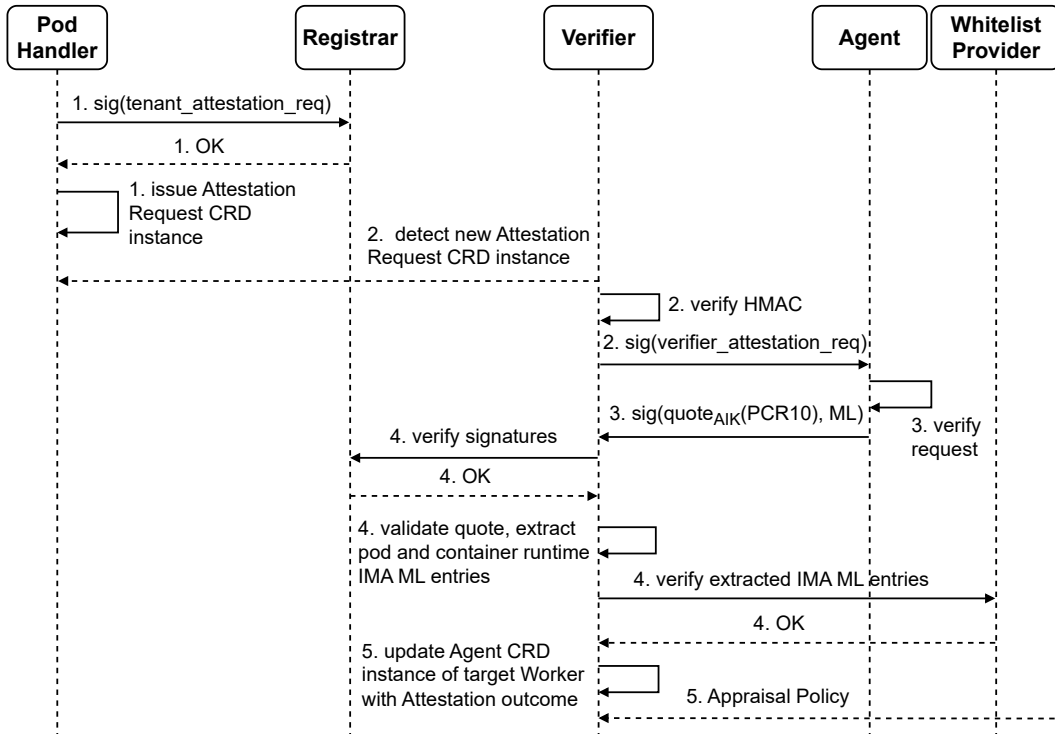 Pod
Handler
Registrar
Verifier
Agent
Whitelist
Provider
1. sig(tenant_attestation_req)
1. OK
1. issue Attestation
Request CRD
instance
2.  detect new Attestation
Request CRD instance
2. verify HMAC
2. sig(verifier_attestation_req)
3. sig(quote_AIK(PCR10), ML)
3. verify
request
4. verify signatures
4. OK
4. validate quote, extract
pod and container runtime
IMA ML entries
4. verify extracted IMA ML entries
4. OK
5. update Agent CRD
instance of target Worker
with Attestation outcome
5. Appraisal Policy